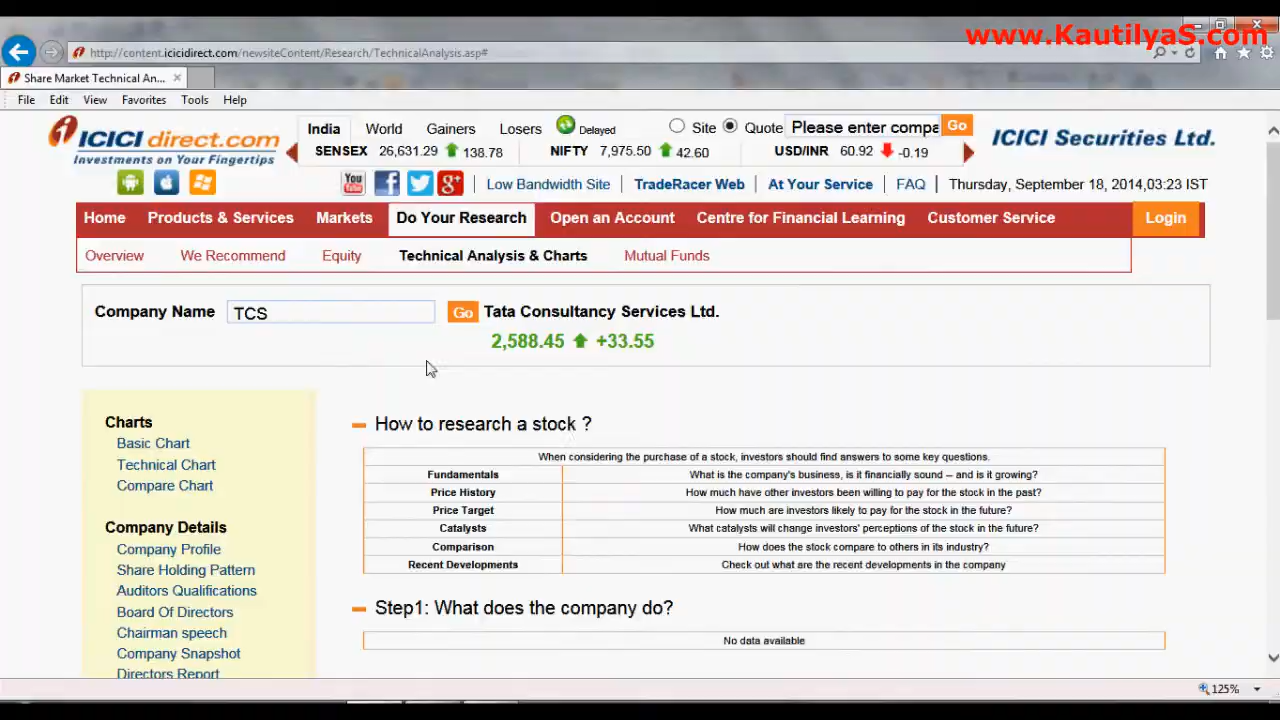 www.KautilyaS.com
http://content.icicidirect.com/newsiteContent/Research/TechnicalAnalysis.asp#
Share Market Technical An...
File Edit View Favorites Tools Help
ICICI direct.com
Investments on Your Fingertips
India World Gainers Losers Delayed Site Quote Please enter compa Go
ICICI Securities Ltd.
SENSEX 26,631.29 138.78 NIFTY 7,975.50 42.60 USD/INR 60.92 -0.19
You Tube Low Bandwidth Site TradeRacer Web At Your Service FAQ Thursday, September 18, 2014,03:23 IST
Home Products & Services Markets Do Your Research Open an Account Centre for Financial Learning Customer Service Login
Overview We Recommend Equity Technical Analysis & Charts Mutual Funds
Company Name TCS Go Tata Consultancy Services Ltd.
2,588.45 +33.55
Charts
Basic Chart
Technical Chart
Compare Chart
Company Details
Company Profile
Share Holding Pattern
Auditors Qualifications
Board Of Directors
Chairman speech
Company Snapshot
Directors Report
How to research a stock ?
When considering the purchase of a stock, investors should find answers to some key questions.
Fundamentals What is the company's business, is it financially sound – and is it growing?
Price History How much have other investors been willing to pay for the stock in the past?
Price Target How much are investors likely to pay for the stock in the future?
Catalysts What catalysts will change investors' perceptions of the stock in the future?
Comparison How does the stock compare to others in its industry?
Recent Developments Check out what are the recent developments in the company
Step1: What does the company do?
No data available
125%